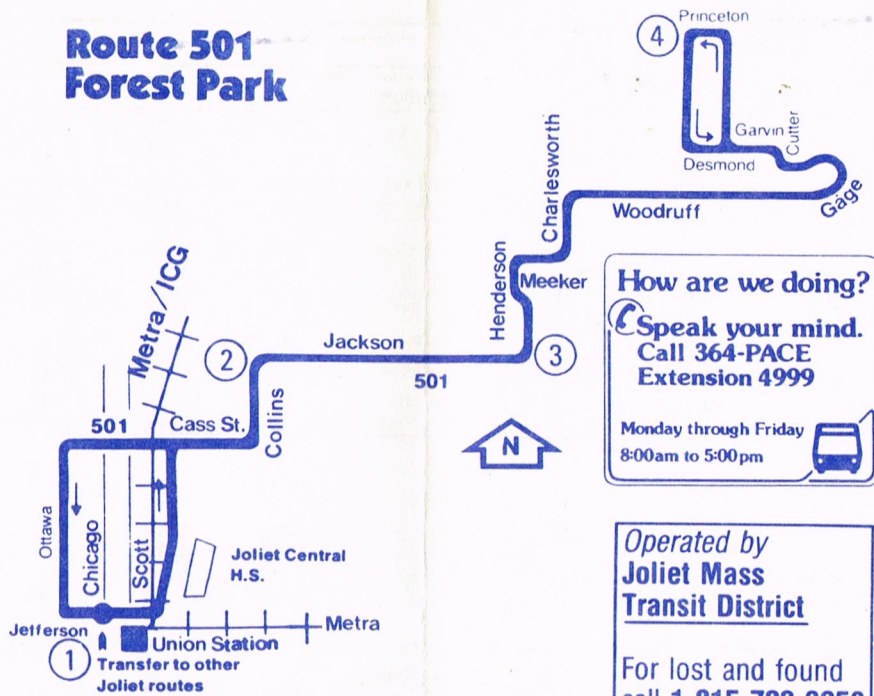 Route 501
Forest Park
4
Princeton
Garvin
Cutter
Desmond
Gage
Charlesworth
Woodruff
Henderson
Meeker
Metra/ICG
2
Jackson
3
501
501
Cass St.
Collins
N
Ottawa
Chicago
Scott
Joliet Central
H.S.
Jefferson
Metra
Union Station
1
Transfer to other
Joliet routes
How are we doing?
Speak your mind.
Call 364-PACE
Extension 4999
Monday through Friday
8:00am to 5:00pm
Operated by
Joliet Mass
Transit District
For lost and found
call 1-815-